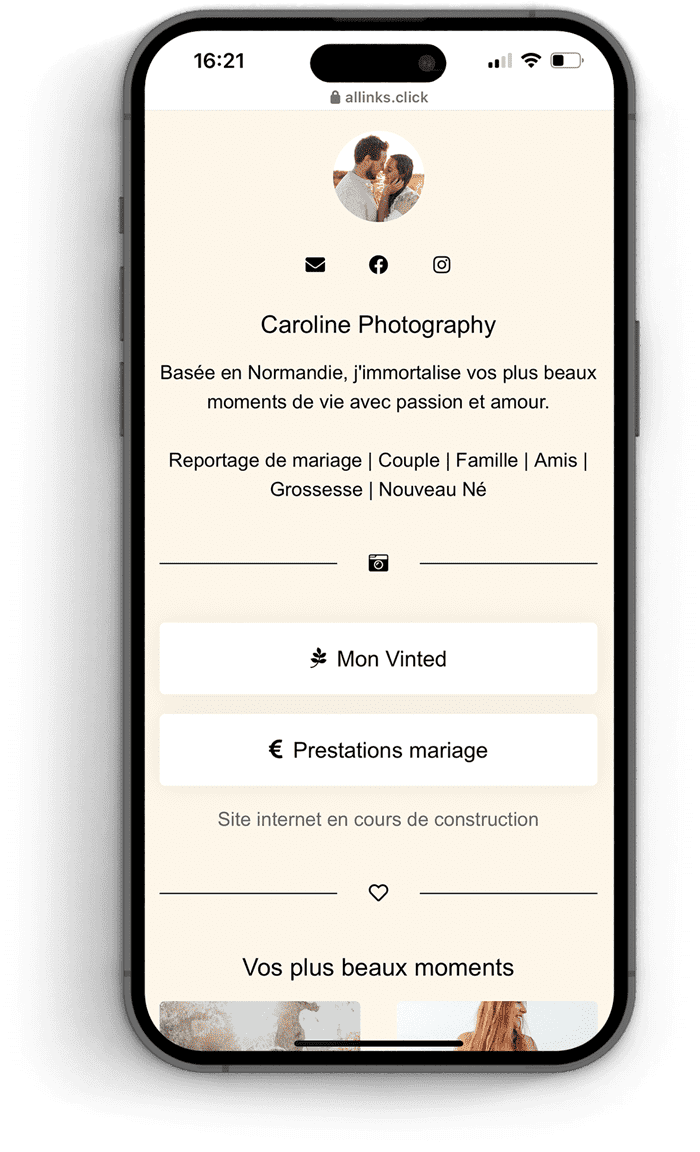 16:21
allinks.click
Caroline Photography
Basée en Normandie, j'immortalise vos plus beaux
moments de vie avec passion et amour.
Reportage de mariage | Couple | Famille | Amis |
Grossesse | Nouveau Né
Mon Vinted
€ Prestations mariage
Site internet en cours de construction
Vos plus beaux moments